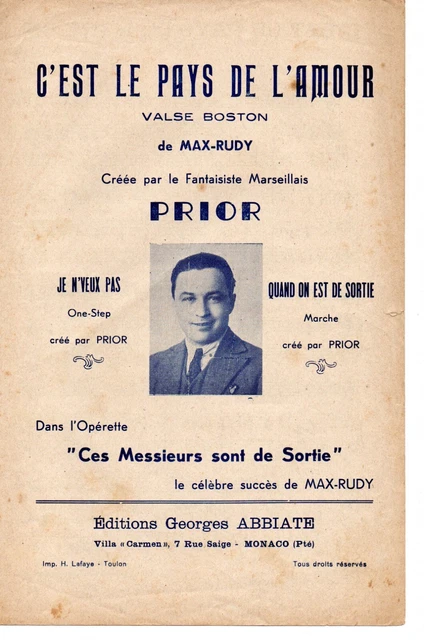 C'EST LE PAYS DE L'AMOUR
VALSE BOSTON
de MAX-RUDY
Créée par le Fantaisiste Marseillais
PRIOR
JE N'VEUX PAS
One-Step
créé par PRIOR
QUAND ON EST DE SORTIE
Marche
créé par PRIOR
Dans l'Opérette
"Ces Messieurs sont de Sortie"
le célèbre succès de MAX-RUDY
Éditions Georges ABBIATE
Villa « Carmen », 7 Rue Saige - MONACO (Pté)
Imp. H. Lafaye - Toulon
Tous droits réservés